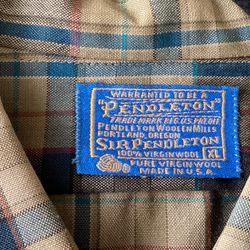 WARRANTED TO BE A
"PENDLETON"
TRADE MARK REG. U.S. PAT. OFF.
PENDLETON WOOLEN MILLS
PORTLAND, OREGON
SIR PENDLETON
100% VIRGIN WOOL XL
PURE VIRGIN WOOL
MADE IN U.S.A.